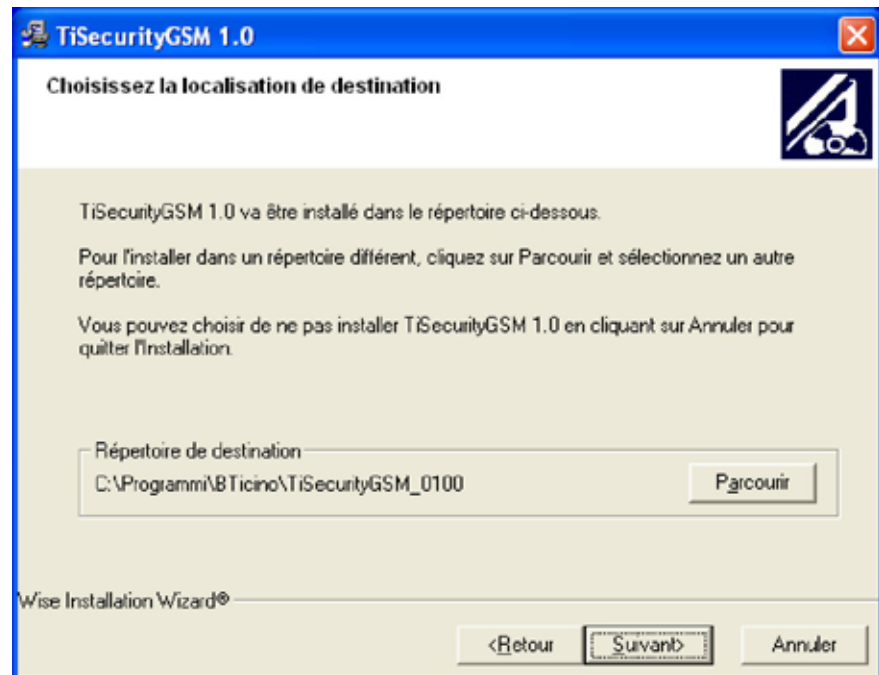 TiSecurityGSM 1.0
Choisissez la localisation de destination
TiSecurityGSM 1.0 va être installé dans le répertoire ci-dessous.
Pour l'installer dans un répertoire différent, cliquez sur Parcourir et sélectionnez un autre
répertoire.
Vous pouvez choisir de ne pas installer TiSecurityGSM 1.0 en cliquant sur Annuler pour
quitter l'Installation.
Répertoire de destination
C:\Programmi\BTicino\TiSecurityGSM_0100
Parcourir
Wise Installation Wizard®
<Retour
Suivant>
Annuler